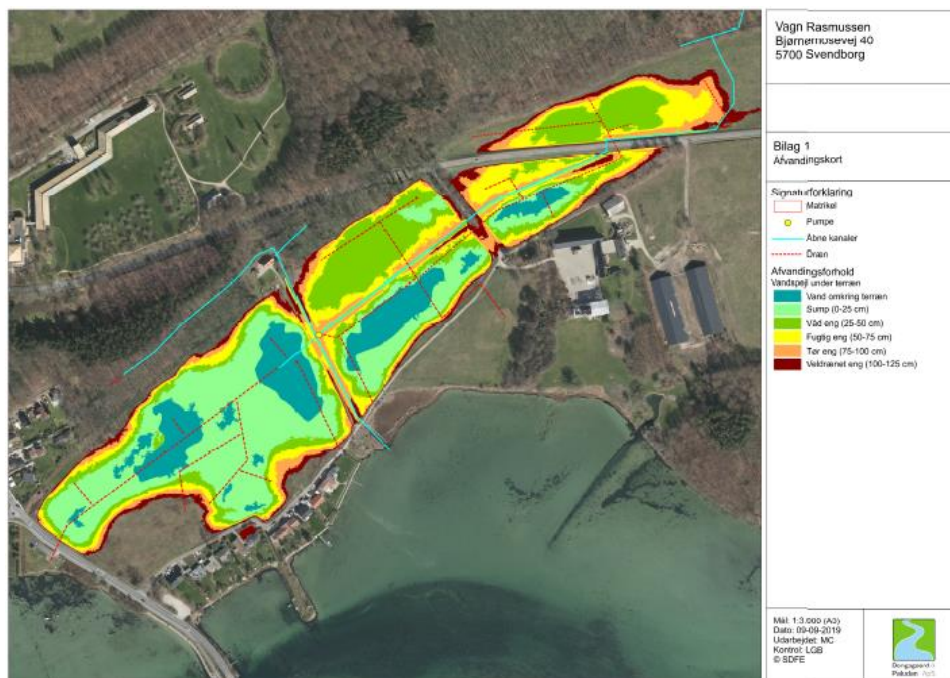 Vagn Rasmussen
Bjørnemosevej 40
5700 Svendborg
Bilag 1
Afvandingskort
Signaturforklaring
Matrikel
Pumpe
Åbne kanaler
Dræn
Afvandingsforhold
Vandspejl under terræn
Vand omkring terræn
Sump (0-25 cm)
Våd eng (25-50 cm)
Fugtig eng (50-75 cm)
Tør eng (75-100 cm)
Veldrænet eng (100-125 cm)
Mål: 1:3.000 (A3)
Dato: 09-09-2019
Udarbejdet: MC
Kontrol: LGB
© SDFE
Paludan ApS